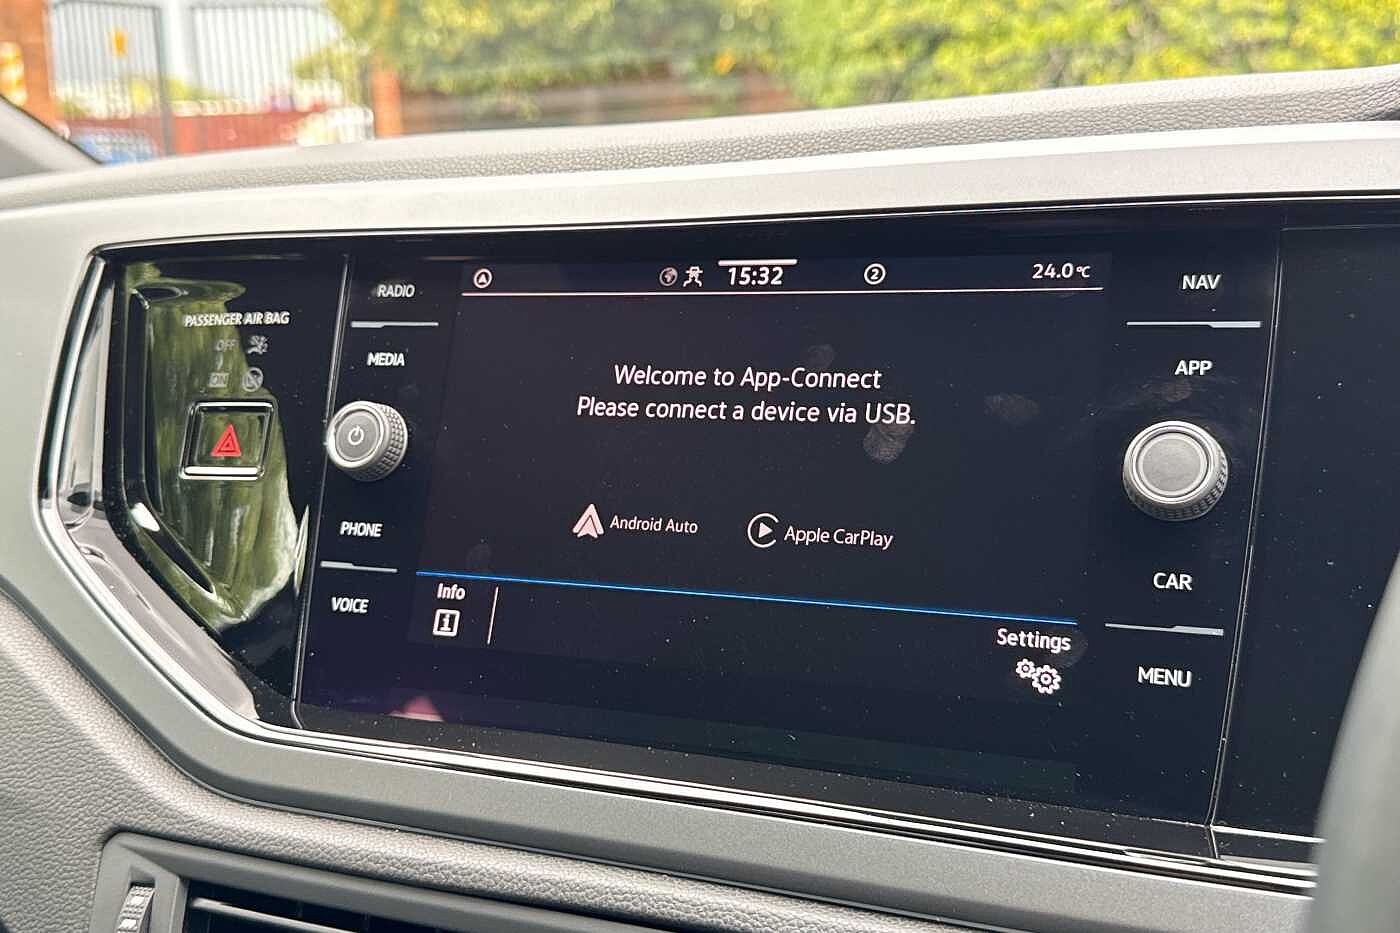 PASSENGER AIR BAG
OFF
ON
RADIO
MEDIA
PHONE
VOICE
A
15:32
2
24.0°C
Welcome to App-Connect
Please connect a device via USB.
Android Auto
Apple CarPlay
Info
Settings
NAV
APP
CAR
MENU